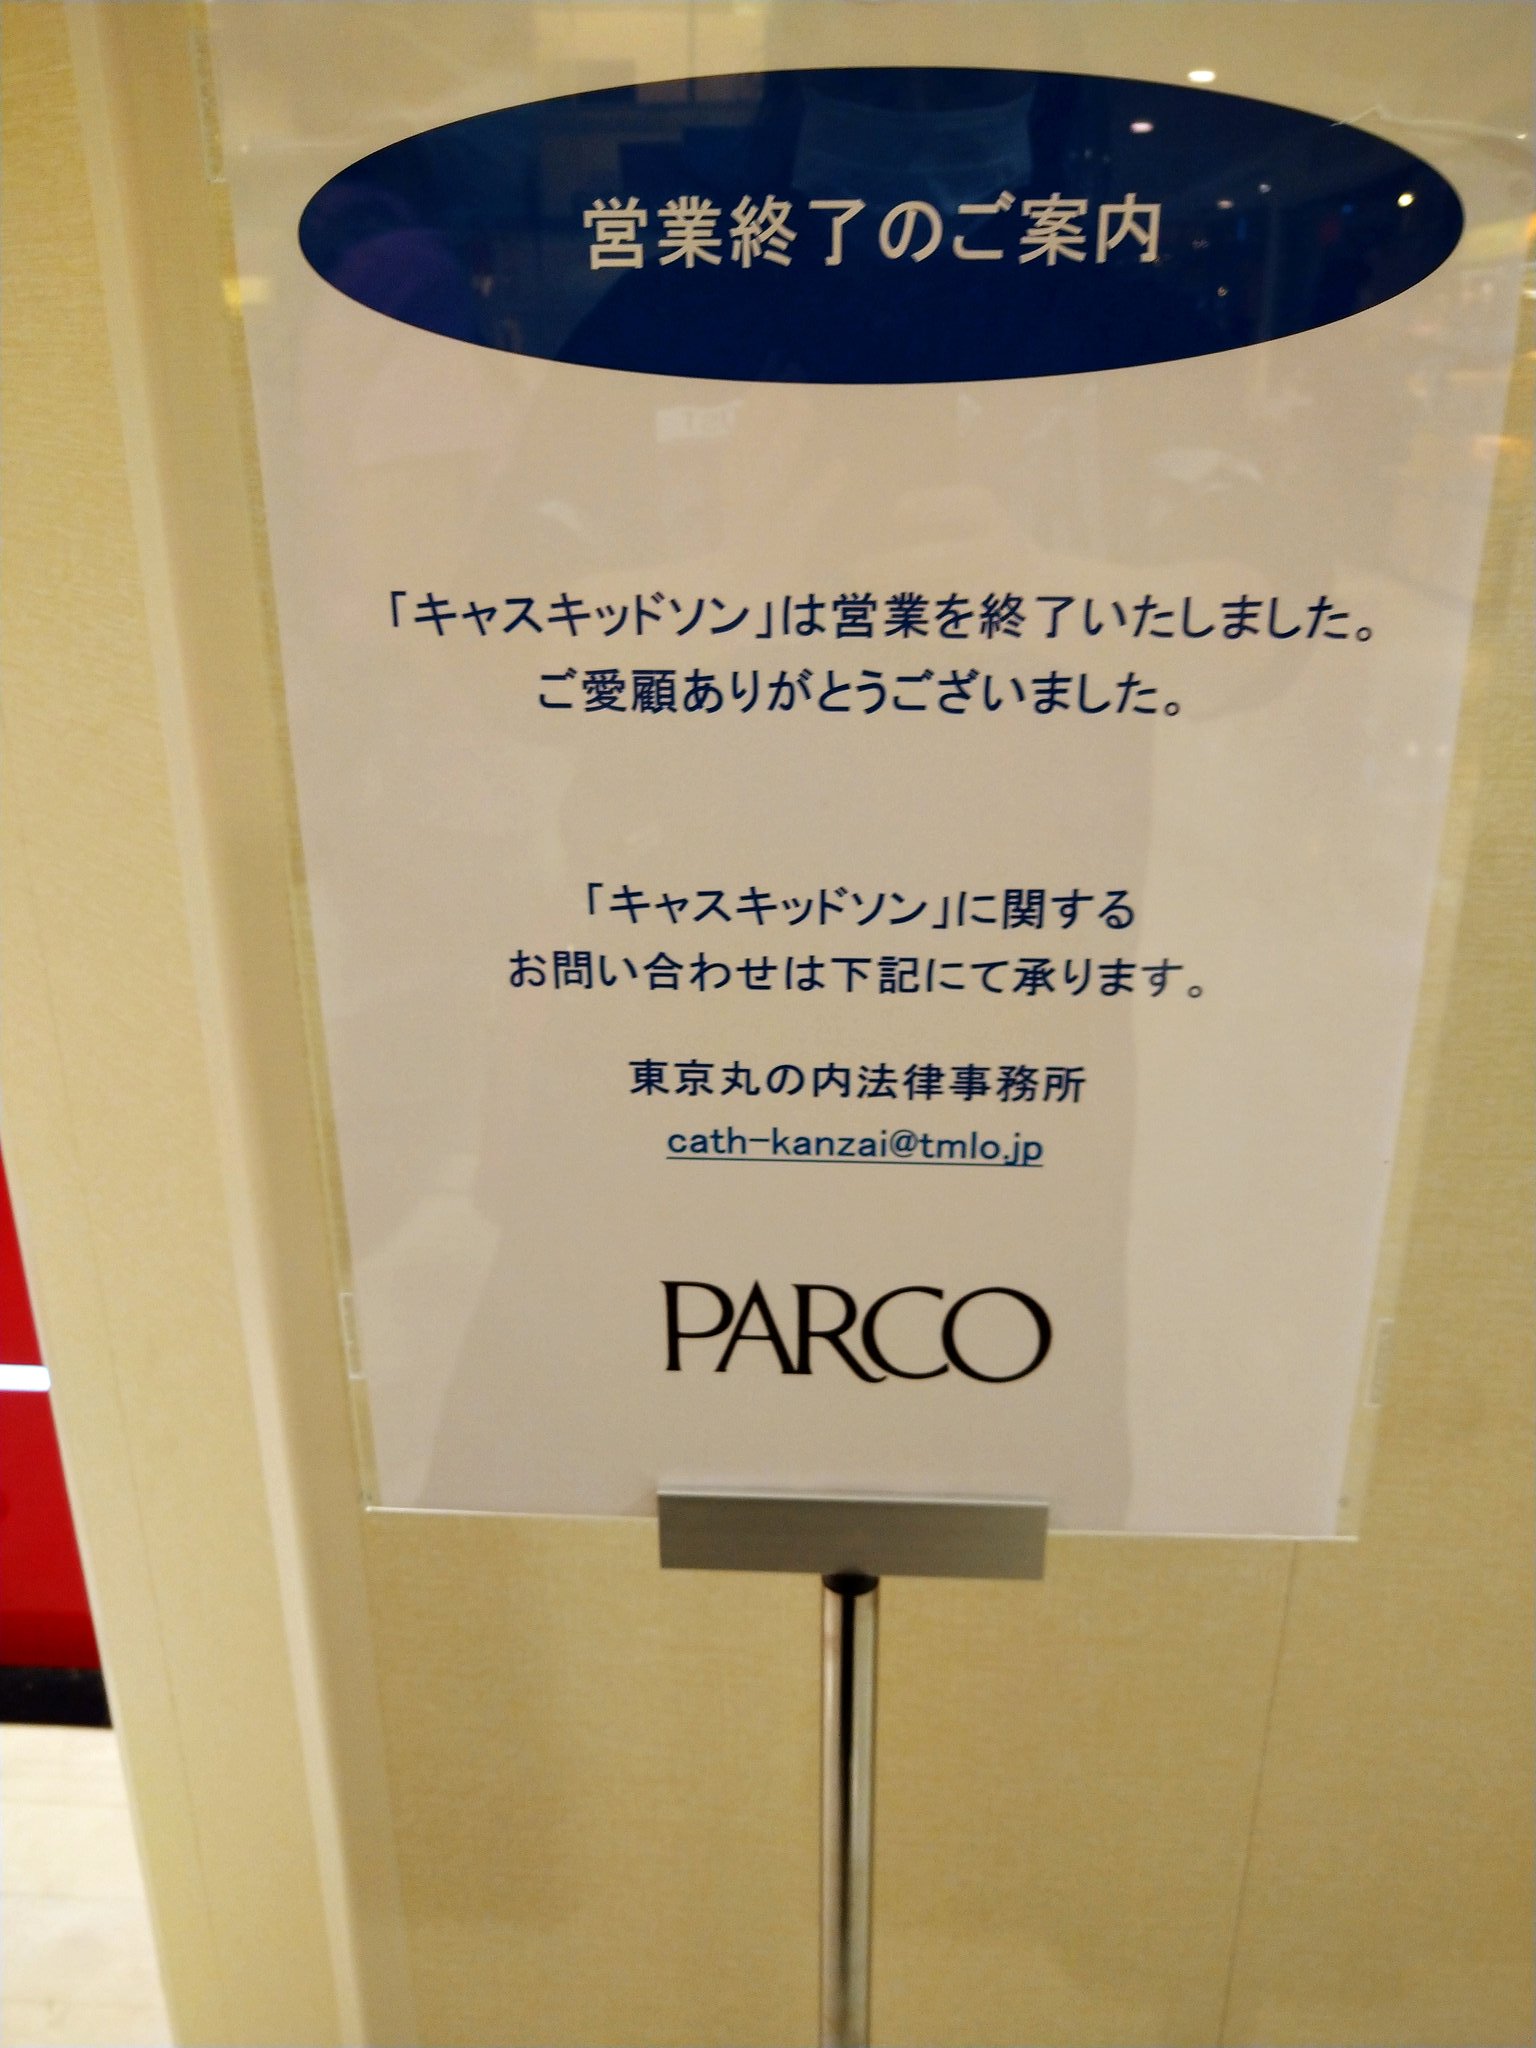 営業終了のご案内
「キャスキッドソン」は営業を終了いたしました。
ご愛顧ありがとうございました。
「キャスキッドソン」に関する
お問い合わせは下記にて承ります。
東京丸の内法律事務所
cath-kanzai@tmlo.jp
PARCO